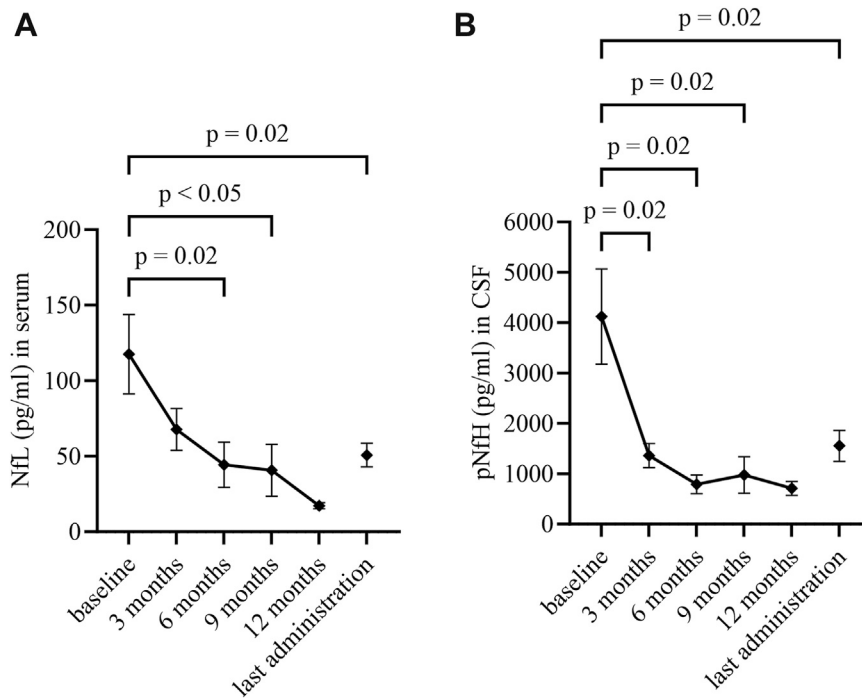 A
p = 0.02
p < 0.05
p = 0.02
NfL (pg/ml) in serum
200
150
100
50
0
baseline
3 months
6 months
9 months
12 months
last administration
B
p = 0.02
p = 0.02
p = 0.02
p = 0.02
pNfH (pg/ml) in CSF
6000
5000
4000
3000
2000
1000
0
baseline
3 months
6 months
9 months
12 months
last administration